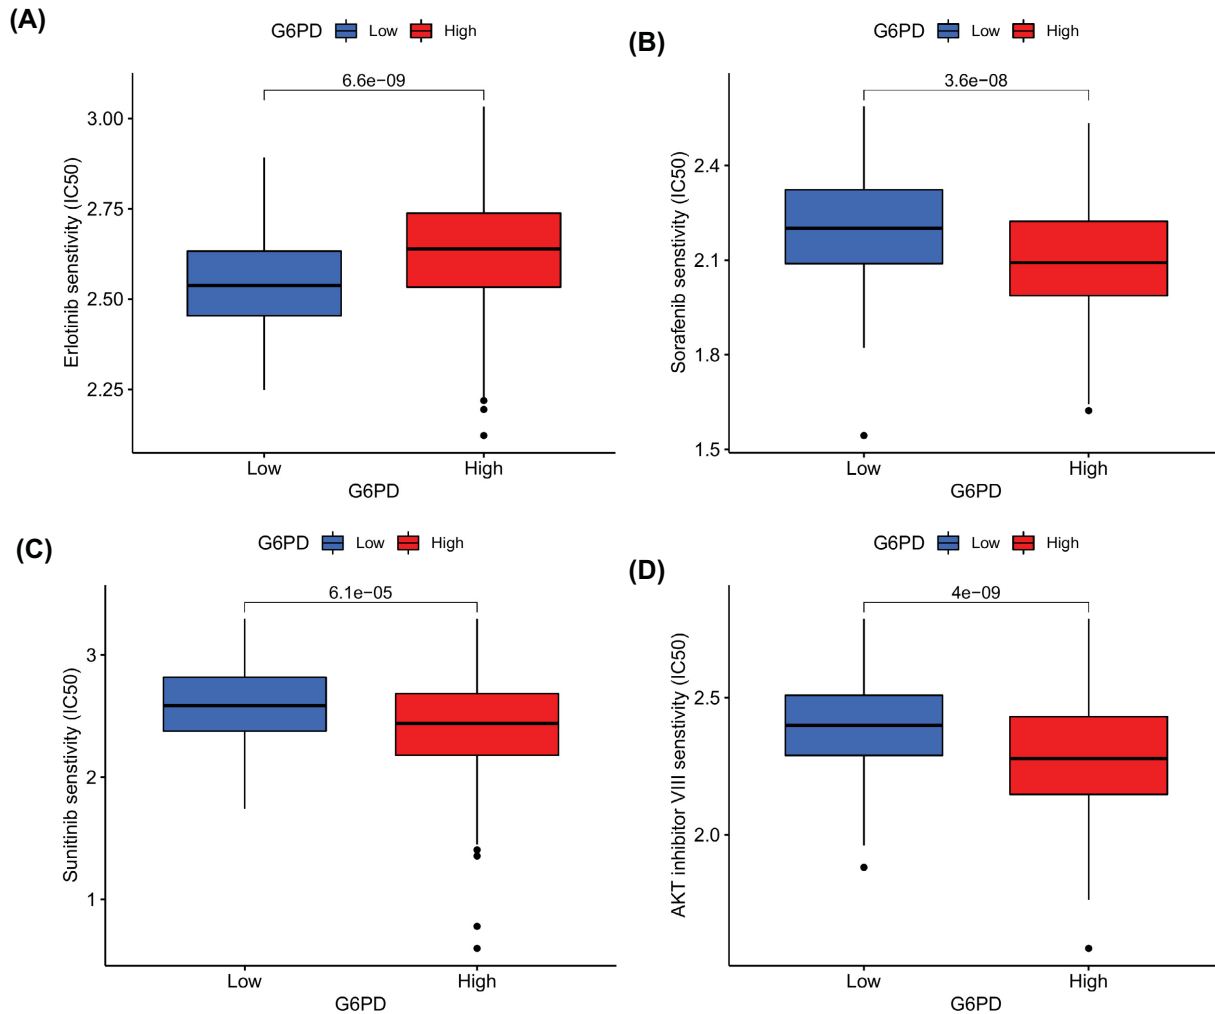 (A)
G6PD Low High
6.6e−09
3.00
2.75
2.50
2.25
Erlotinib senstivity (IC50)
Low High
G6PD
(B)
G6PD Low High
3.6e−08
2.4
2.1
1.8
1.5
Sorafenib senstivity (IC50)
Low High
G6PD
(C)
G6PD Low High
6.1e−05
3
2
1
Sunitinib senstivity (IC50)
Low High
G6PD
(D)
G6PD Low High
4e−09
2.5
2.0
AKT inhibitor VIII senstivity (IC50)
Low High
G6PD